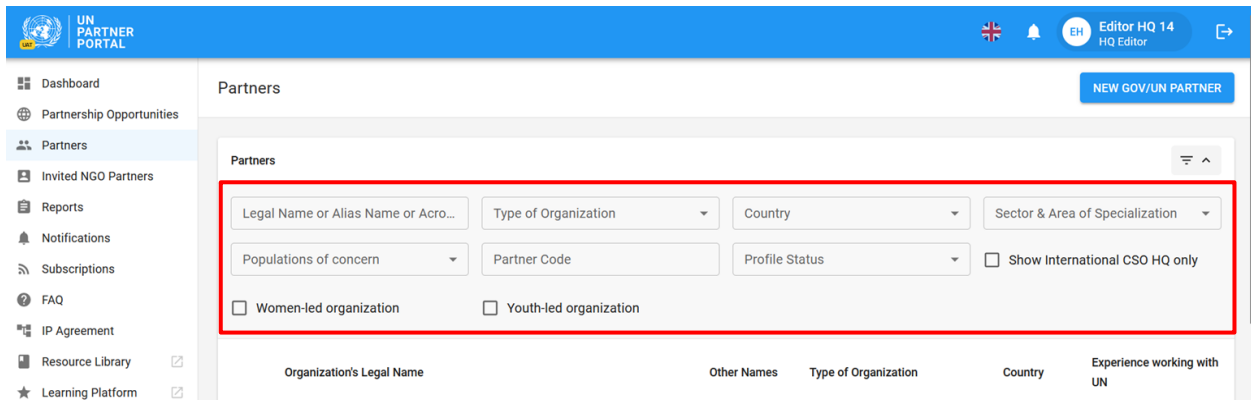 UN
PARTNER
PORTAL
UAT
EH
Editor HQ 14
HQ Editor
Dashboard
Partnership Opportunities
Partners
Invited NGO Partners
Reports
Notifications
Subscriptions
FAQ
IP Agreement
Resource Library
Learning Platform
Partners
NEW GOV/UN PARTNER
Partners
Legal Name or Alias Name or Acro...
Type of Organization
Country
Sector & Area of Specialization
Populations of concern
Partner Code
Profile Status
Show International CSO HQ only
Women-led organization
Youth-led organization
Organization's Legal Name
Other Names
Type of Organization
Country
Experience working with
UN